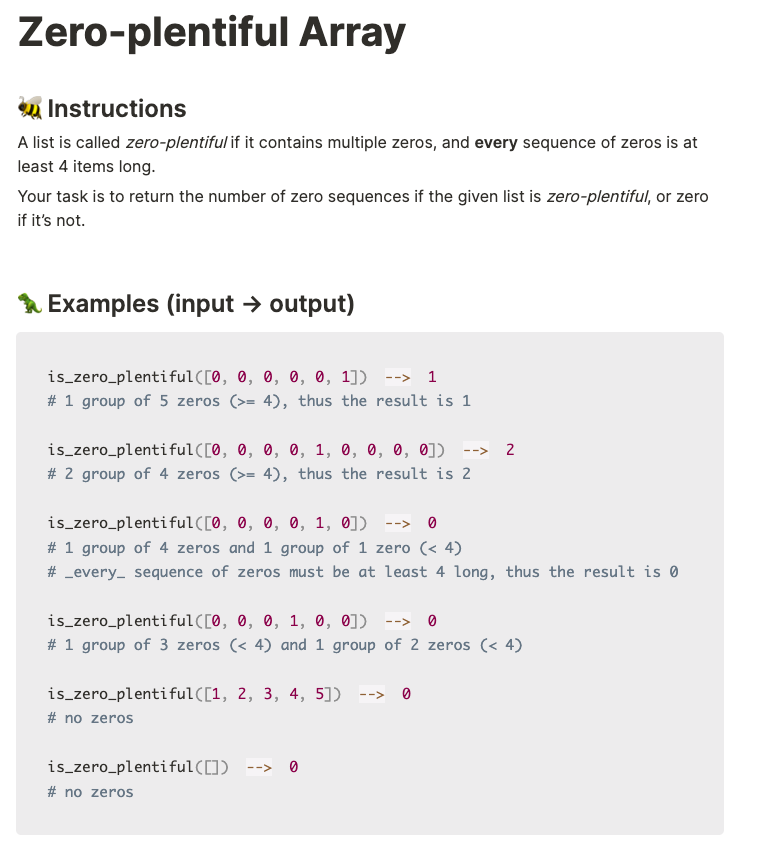 Zero-plentiful Array
🐝 Instructions
A list is called zero-plentiful if it contains multiple zeros, and every sequence of zeros is at
least 4 items long.
Your task is to return the number of zero sequences if the given list is zero-plentiful, or zero
if it’s not.
🦖 Examples (input → output)
is_zero_plentiful([0, 0, 0, 0, 0, 1])  -->  1
# 1 group of 5 zeros (>= 4), thus the result is 1
is_zero_plentiful([0, 0, 0, 0, 1, 0, 0, 0, 0])  -->  2
# 2 group of 4 zeros (>= 4), thus the result is 2
is_zero_plentiful([0, 0, 0, 0, 1, 0])  -->  0
# 1 group of 4 zeros and 1 group of 1 zero (< 4)
# _every_ sequence of zeros must be at least 4 long, thus the result is 0
is_zero_plentiful([0, 0, 0, 1, 0, 0])  -->  0
# 1 group of 3 zeros (< 4) and 1 group of 2 zeros (< 4)
is_zero_plentiful([1, 2, 3, 4, 5])  -->  0
# no zeros
is_zero_plentiful([])  -->  0
# no zeros